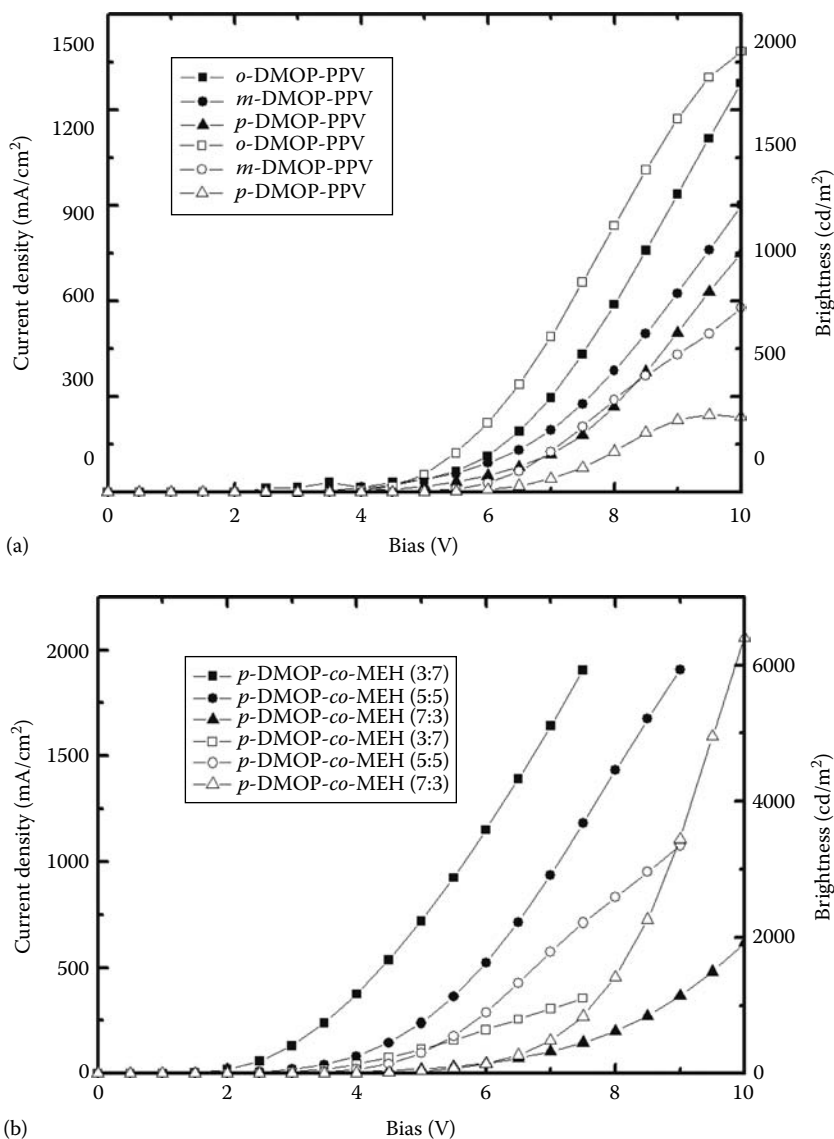 1500
1200
900
600
300
0
Current density (mA/cm²)
o-DMOP-PPV
m-DMOP-PPV
p-DMOP-PPV
o-DMOP-PPV
m-DMOP-PPV
p-DMOP-PPV
2000
1500
1000
500
0
Brightness (cd/m²)
0 2 4 6 8 10
(a)
Bias (V)
2000
1500
1000
500
0
Current density (mA/cm²)
p-DMOP-co-MEH (3:7)
p-DMOP-co-MEH (5:5)
p-DMOP-co-MEH (7:3)
p-DMOP-co-MEH (3:7)
p-DMOP-co-MEH (5:5)
p-DMOP-co-MEH (7:3)
6000
4000
2000
0
Brightness (cd/m²)
0 2 4 6 8 10
(b)
Bias (V)